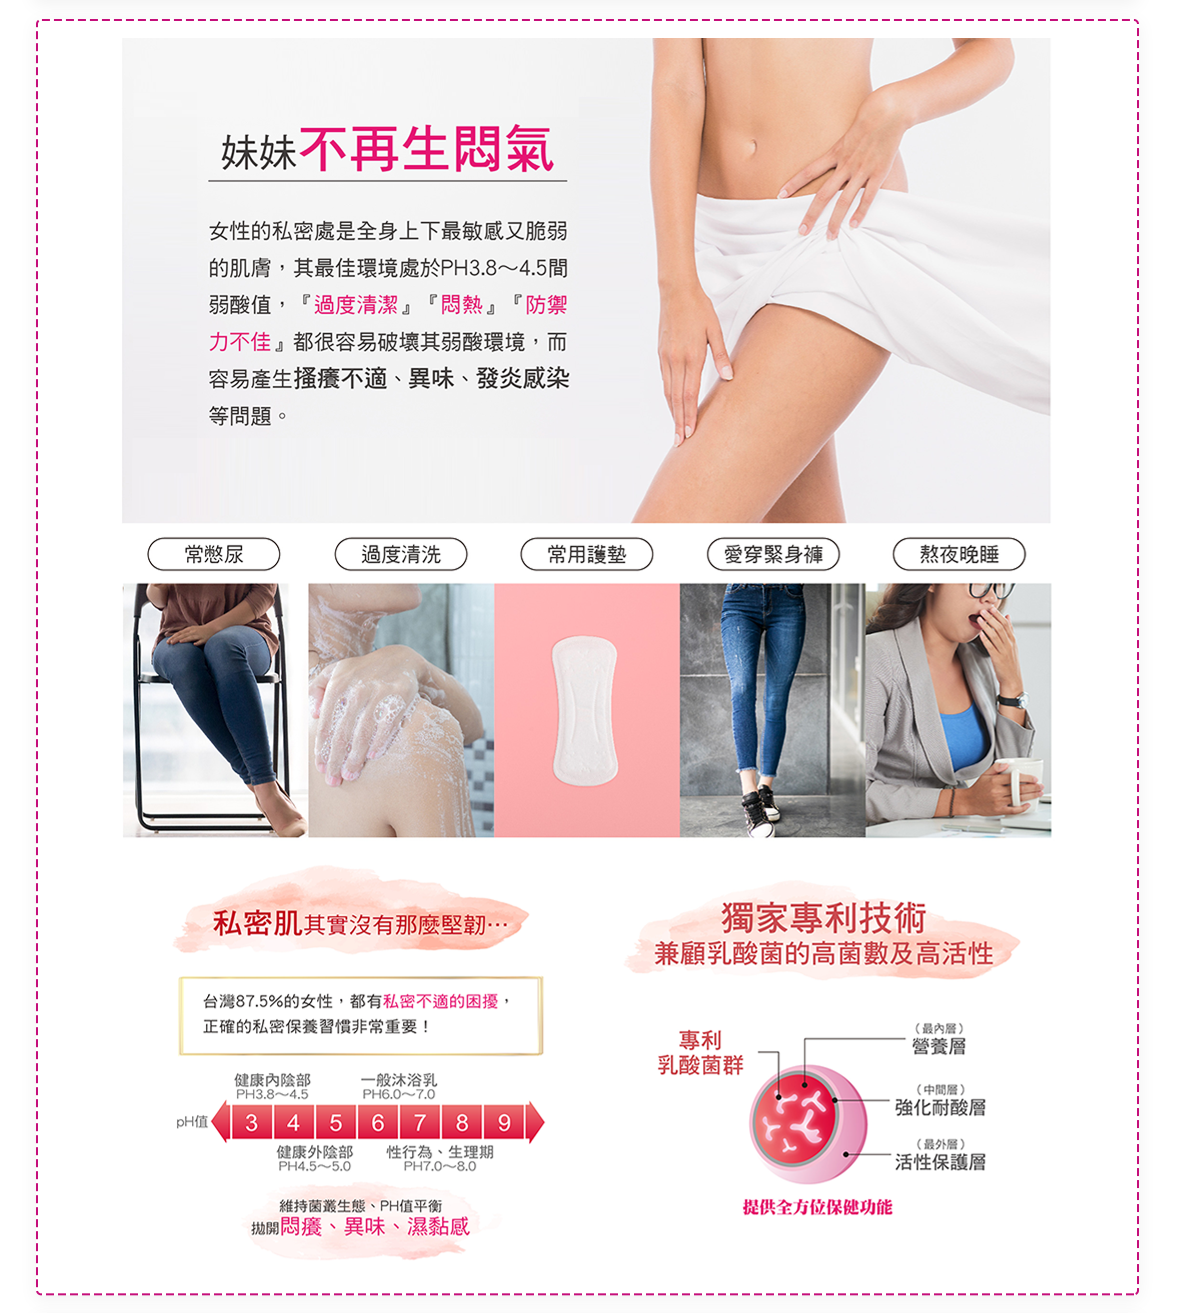 妹妹不再生悶氣
女性的私密處是全身上下最敏感又脆弱
的肌膚，其最佳環境處於PH3.8～4.5間
弱酸值，『過度清潔』『悶熱』『防禦
力不佳』都很容易破壞其弱酸環境，而
容易產生搔癢不適、異味、發炎感染
等問題。
常憋尿
過度清洗
常用護墊
愛穿緊身褲
熬夜晚睡
私密肌其實沒有那麼堅韌…
台灣87.5%的女性，都有私密不適的困擾，
正確的私密保養習慣非常重要！
健康內陰部
PH3.8～4.5
一般沐浴乳
PH6.0～7.0
pH值 3 4 5 6 7 8 9
健康外陰部
PH4.5～5.0
性行為、生理期
PH7.0～8.0
維持菌叢生態、PH值平衡
拋開悶癢、異味、濕黏感
獨家專利技術
兼顧乳酸菌的高菌數及高活性
專利
乳酸菌群
（最內層）
營養層
（中間層）
強化耐酸層
（最外層）
活性保護層
提供全方位保健功能